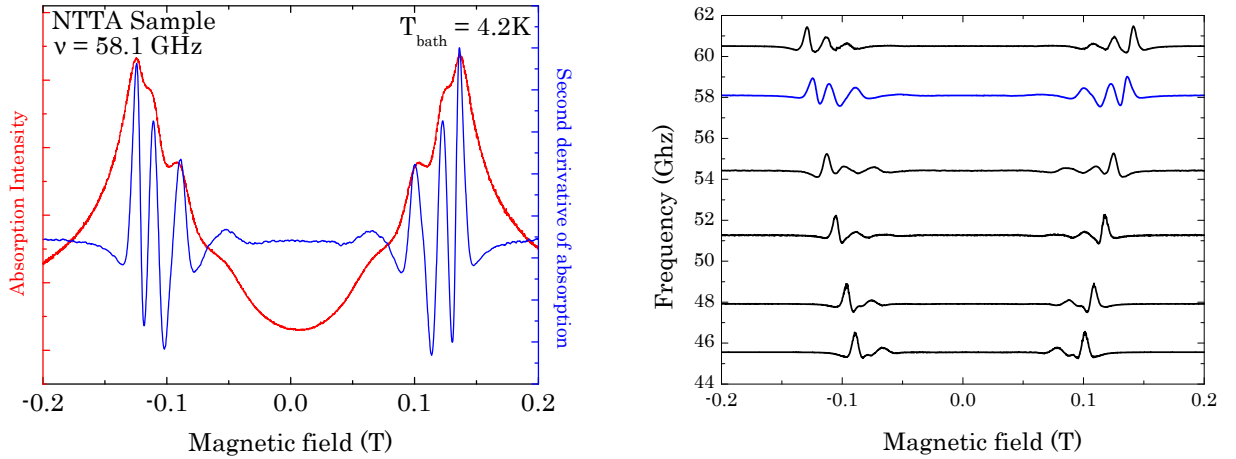 NTTA Sample
ν = 58.1 GHz
T_bath = 4.2K
Absorption Intensity
Second derivative of absorption
-0.2 -0.1 0.0 0.1 0.2
Magnetic field (T)
62
60
58
56
54
52
50
48
46
44
Frequency (Ghz)
-0.2 -0.1 0.0 0.1 0.2
Magnetic field (T)